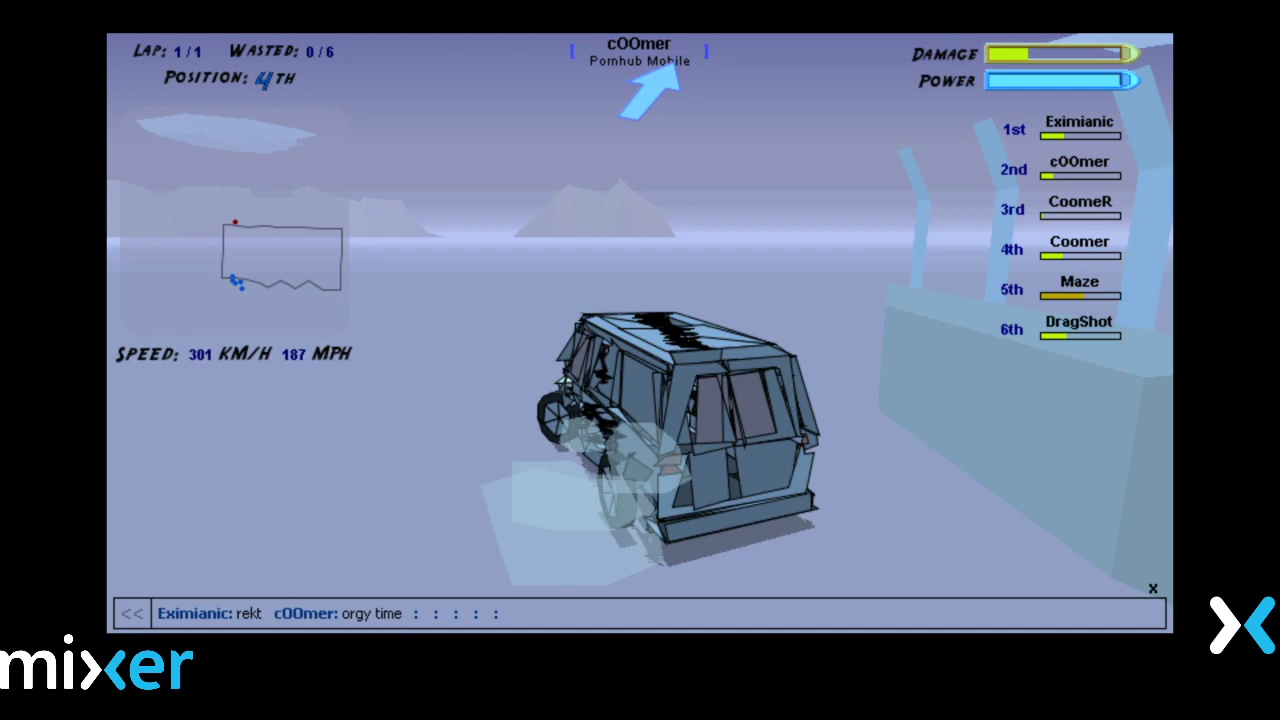 LAP: 1 / 1 WASTED: 0 / 6
POSITION: 4TH
[ cOOmer ]
Pornhub Mobile
DAMAGE
POWER
1st Eximianic
2nd cOOmer
3rd CoomeR
4th Coomer
5th Maze
6th DragShot
SPEED: 301 KM/H 187 MPH
x
<< Eximianic: rekt cOOmer: orgy time : : : : :
mixer